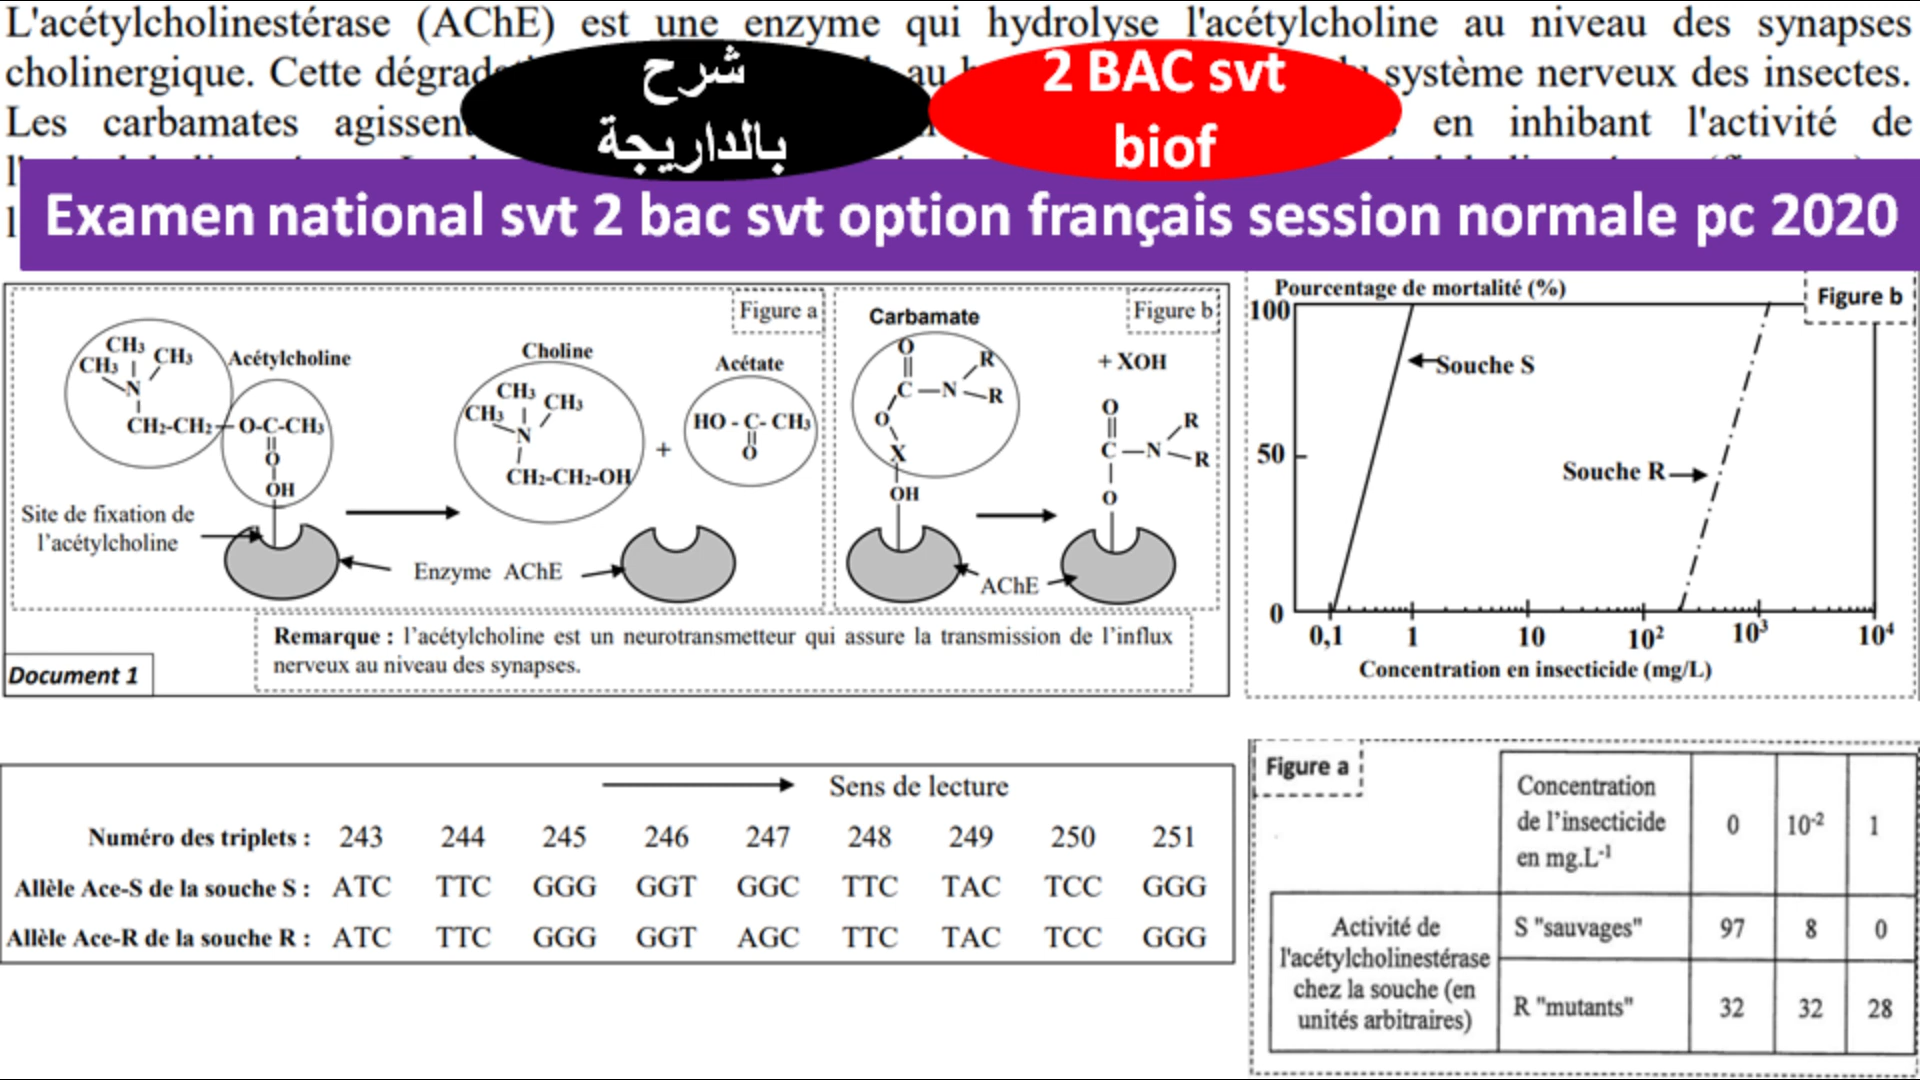 L'acétylcholinestérase (AChE) est une enzyme qui hydrolyse l'acétylcholine au niveau des synapses
cholinergique. Cette système nerveux des insectes.
Les carbamates en inhibant l'activité de
شرح
بالداريجة
2 BAC svt
biof
Examen national svt 2 bac svt option français session normale pc 2020
Figure a
CH₃
CH₃
CH₃
N
CH₂-CH₂
Acétylcholine
O-C-CH₃
O
OH
Site de fixation de
l'acétylcholine
Choline
CH₃
CH₃
CH₃
N
CH₂-CH₂-OH
+
Acétate
HO - C- CH₃
O
Enzyme AChE
Figure b
Carbamate
O
C—N
R
R
O
X
OH
+ XOH
O
C—N
R
R
O
AChE
Remarque : l'acétylcholine est un neurotransmetteur qui assure la transmission de l'influx
nerveux au niveau des synapses.
Document 1
Pourcentage de mortalité (%)
Figure b
100
50
0
Souche S
Souche R
0,1 1 10 10² 10³ 10⁴
Concentration en insecticide (mg/L)
Sens de lecture
Numéro des triplets : 243 244 245 246 247 248 249 250 251
Allèle Ace-S de la souche S : ATC TTC GGG GGT GGC TTC TAC TCC GGG
Allèle Ace-R de la souche R : ATC TTC GGG GGT AGC TTC TAC TCC GGG
Figure a
Concentration
de l'insecticide
en mg.L⁻¹
0 10⁻² 1
Activité de
l'acétylcholinestérase
chez la souche (en
unités arbitraires)
S "sauvages" 97 8 0
R "mutants" 32 32 28